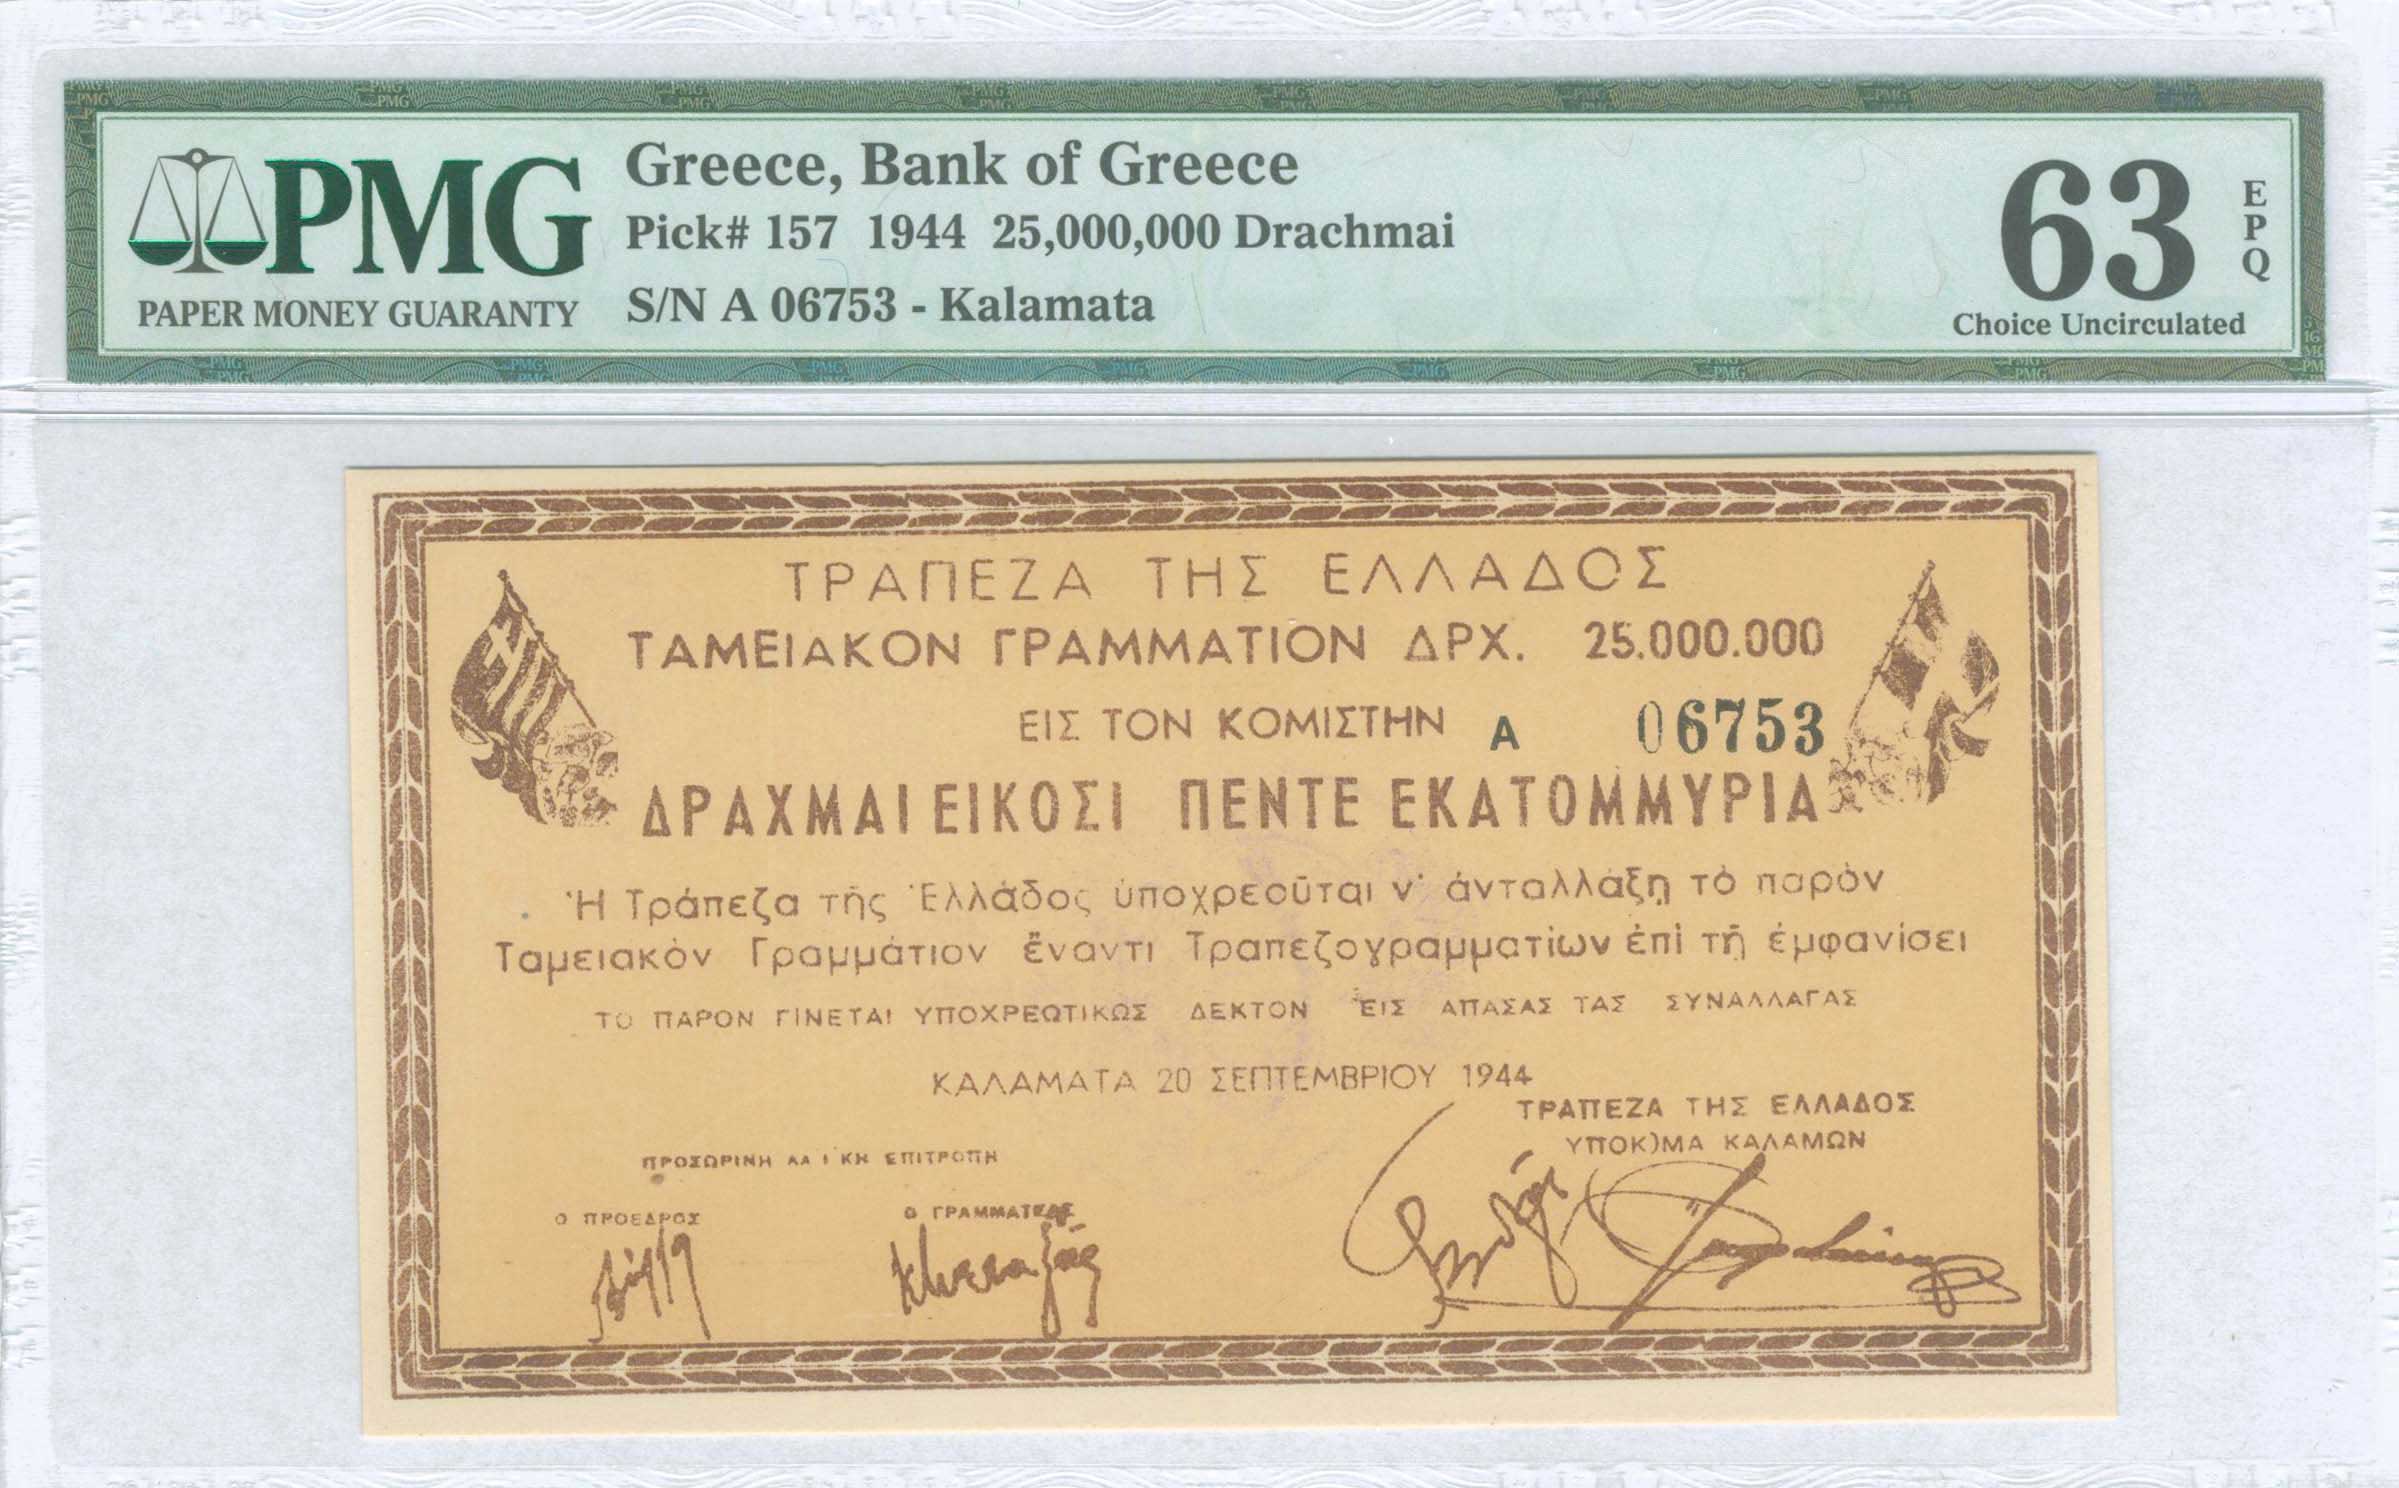 PMG
PAPER MONEY GUARANTY
Greece, Bank of Greece
Pick# 157 1944 25,000,000 Drachmai
S/N A 06753 - Kalamata
63
EPQ
Choice Uncirculated
ΤΡΑΠΕΖΑ ΤΗΣ ΕΛΛΑΔΟΣ
ΤΑΜΕΙΑΚΟΝ ΓΡΑΜΜΑΤΙΟΝ ΔΡΧ. 25.000.000
ΕΙΣ ΤΟΝ ΚΟΜΙΣΤΗΝ Α 06753
ΔΡΑΧΜΑΙ ΕΙΚΟΣΙ ΠΕΝΤΕ ΕΚΑΤΟΜΜΥΡΙΑ
Ἡ Τράπεζα τῆς Ἑλλάδος ὑποχρεοῦται ν' ἀνταλλάξῃ τὸ παρὸν
Ταμειακὸν Γραμμάτιον ἔναντι Τραπεζογραμματίων ἐπὶ τῇ ἐμφανίσει
ΤΟ ΠΑΡΟΝ ΓΙΝΕΤΑΙ ΥΠΟΧΡΕΩΤΙΚΩΣ ΔΕΚΤΟΝ ΕΙΣ ΑΠΑΣΑΣ ΤΑΣ ΣΥΝΑΛΛΑΓΑΣ
ΚΑΛΑΜΑΤΑ 20 ΣΕΠΤΕΜΒΡΙΟΥ 1944
ΤΡΑΠΕΖΑ ΤΗΣ ΕΛΛΑΔΟΣ
ΥΠΟΚ)ΜΑ ΚΑΛΑΜΩΝ
ΠΡΟΣΩΡΙΝΗ ΛΑΙΚΗ ΕΠΙΤΡΟΠΗ
Ο ΠΡΟΕΔΡΟΣ
Ο ΓΡΑΜΜΑΤΕΑΣ